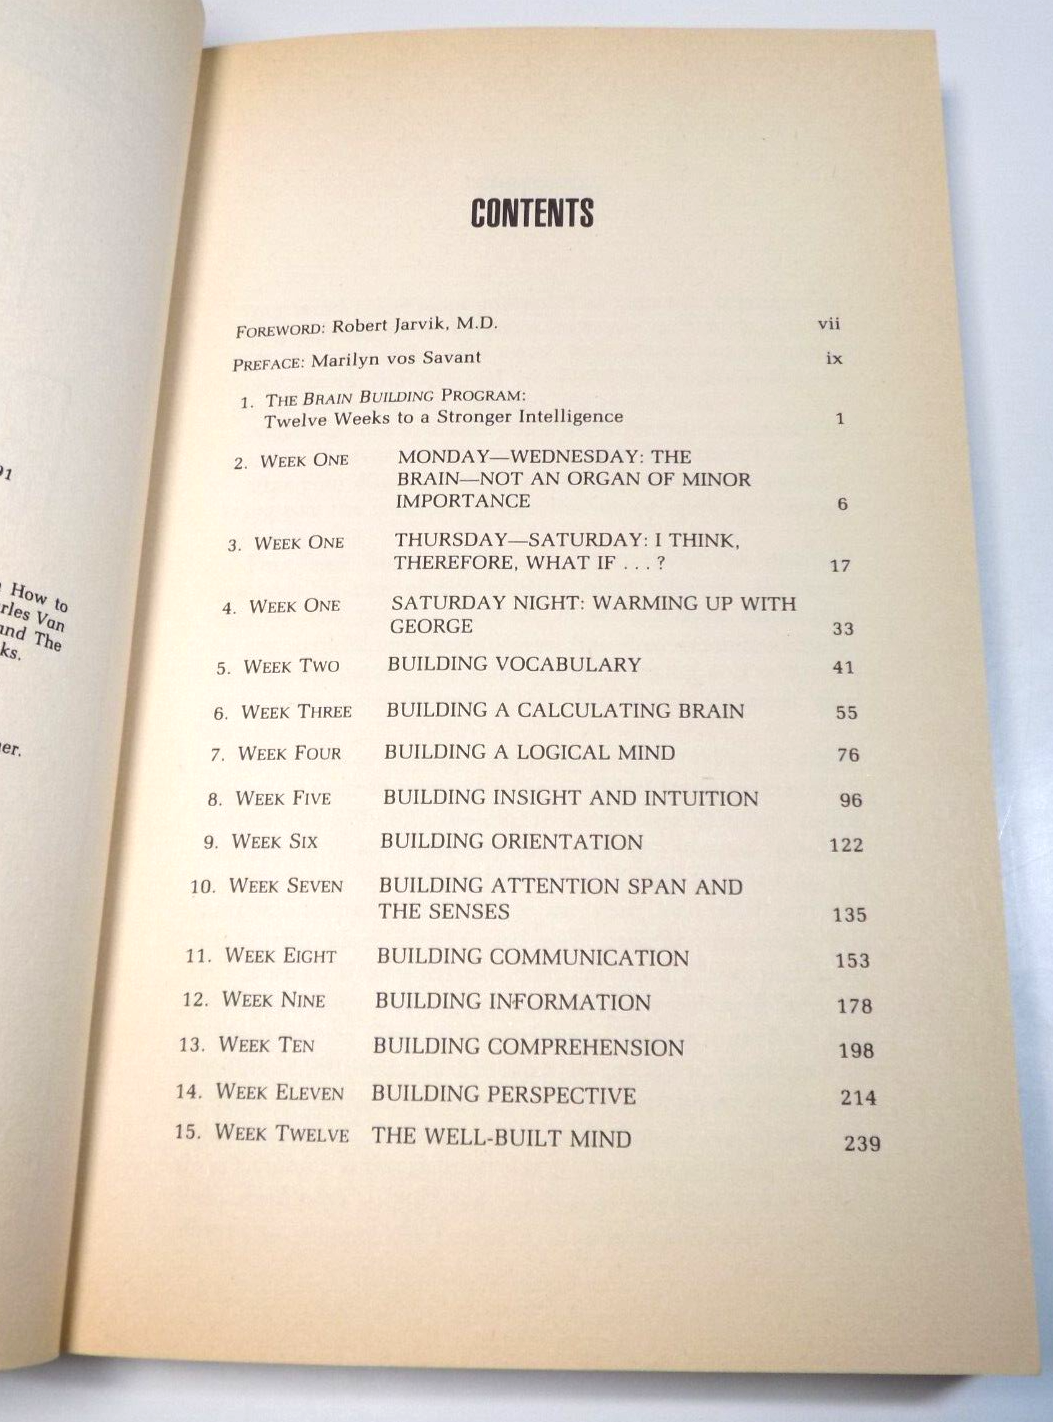 91
How to
rles Van
and The
ks.
er.
CONTENTS
FOREWORD: Robert Jarvik, M.D. vii
PREFACE: Marilyn vos Savant ix
1. THE BRAIN BUILDING PROGRAM:
Twelve Weeks to a Stronger Intelligence 1
2. WEEK ONE MONDAY—WEDNESDAY: THE
BRAIN—NOT AN ORGAN OF MINOR
IMPORTANCE 6
3. WEEK ONE THURSDAY—SATURDAY: I THINK,
THEREFORE, WHAT IF . . . ? 17
4. WEEK ONE SATURDAY NIGHT: WARMING UP WITH
GEORGE 33
5. WEEK TWO BUILDING VOCABULARY 41
6. WEEK THREE BUILDING A CALCULATING BRAIN 55
7. WEEK FOUR BUILDING A LOGICAL MIND 76
8. WEEK FIVE BUILDING INSIGHT AND INTUITION 96
9. WEEK SIX BUILDING ORIENTATION 122
10. WEEK SEVEN BUILDING ATTENTION SPAN AND
THE SENSES 135
11. WEEK EIGHT BUILDING COMMUNICATION 153
12. WEEK NINE BUILDING INFORMATION 178
13. WEEK TEN BUILDING COMPREHENSION 198
14. WEEK ELEVEN BUILDING PERSPECTIVE 214
15. WEEK TWELVE THE WELL-BUILT MIND 239